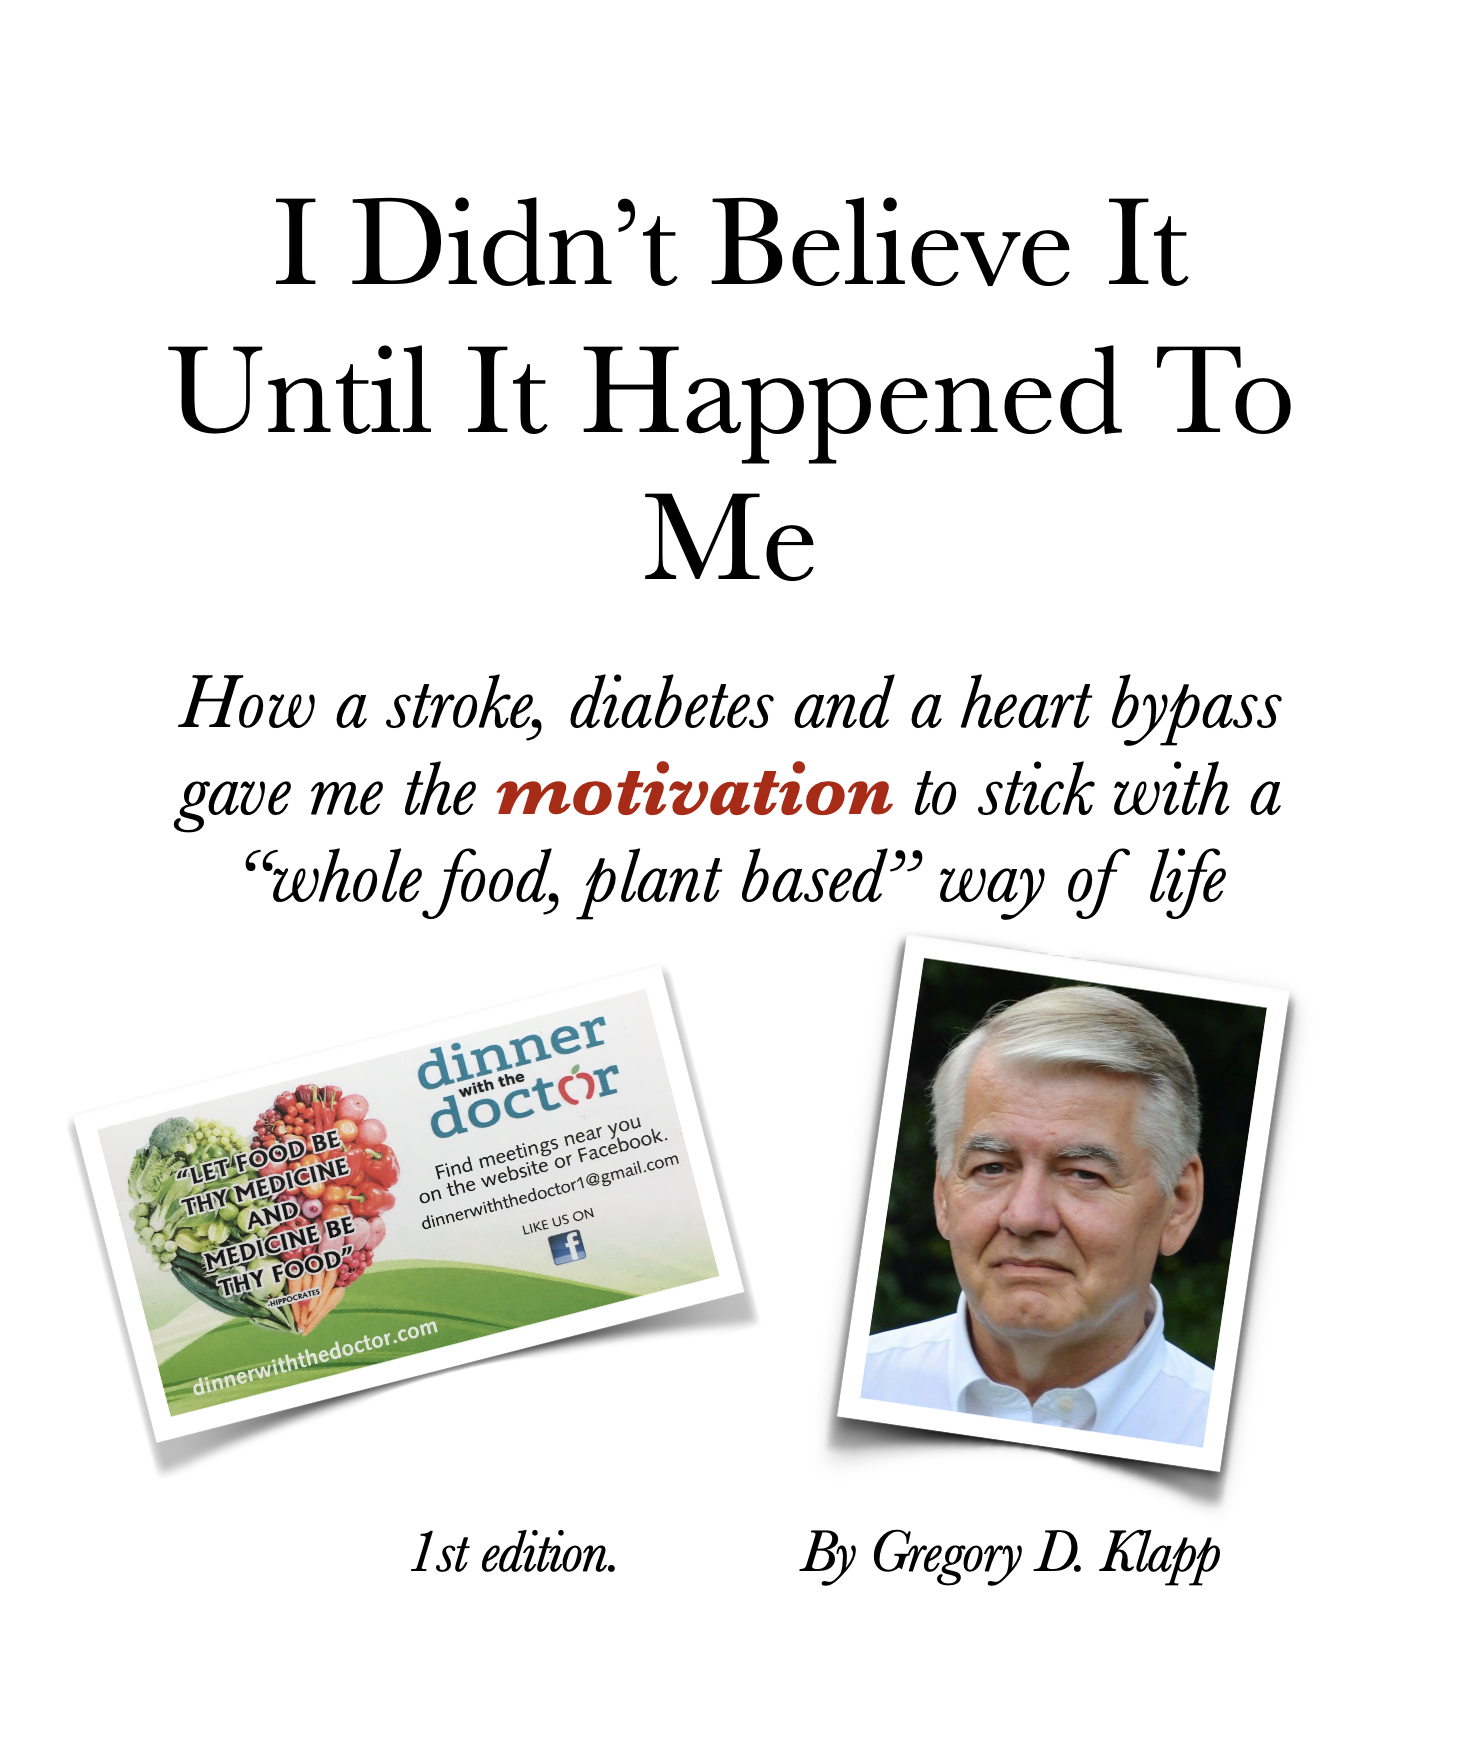 I Didn’t Believe It
Until It Happened To
Me
How a stroke, diabetes and a heart bypass
gave me the motivation to stick with a
“whole food, plant based” way of life
“LET FOOD BE
THY MEDICINE
AND
MEDICINE BE
THY FOOD”
-HIPPOCRATES
dinnerwiththedoctor.com
dinner
with the
doctor
Find meetings near you
on the website or Facebook.
dinnerwiththedoctor1@gmail.com
LIKE US ON
f
1st edition.
By Gregory D. Klapp